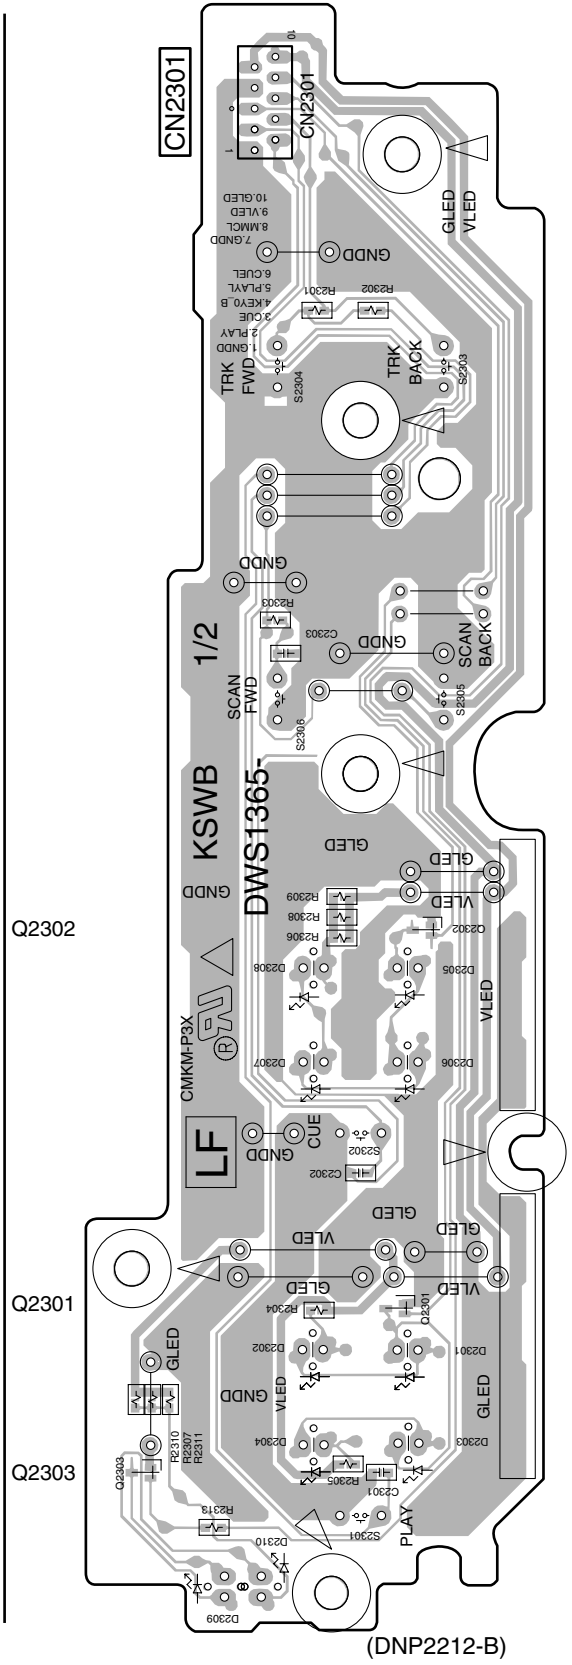 10
CN2301
CN2301
1
10.GLED
9.VLED
8.MMCL
7.GNDD
6.CUEL
5.PLAYL
4.KEYO_B
3.CUE
2.PLAY
1.GNDD
GLED
VLED
GNDD
R2301
R2302
TRK
FWD
S2304
TRK
BACK
S2303
GNDD
R2303
C2303
GNDD
1/2
SCAN
FWD
S2306
SCAN
BACK
S2305
KSWB
DWS1365-
GLED
GNDD
GLED
VLED
R2309
R2308
R2306
Q2302
Q2302
D2308
D2305
VLED
CMKM-P3X
D2307
D2306
LF
GNDD
CUE
S2302
C2302
GLED
VLED
GLED
GLED
VLED
Q2301
R2304
Q2301
GLED
D2302
D2301
GNDD
VLED
GLED
R2310
R2307
R2311
D2304
D2303
Q2303
Q2303
R2305
C2301
R2313
S2301
PLAY
D2310
D2309
(DNP2212-B)